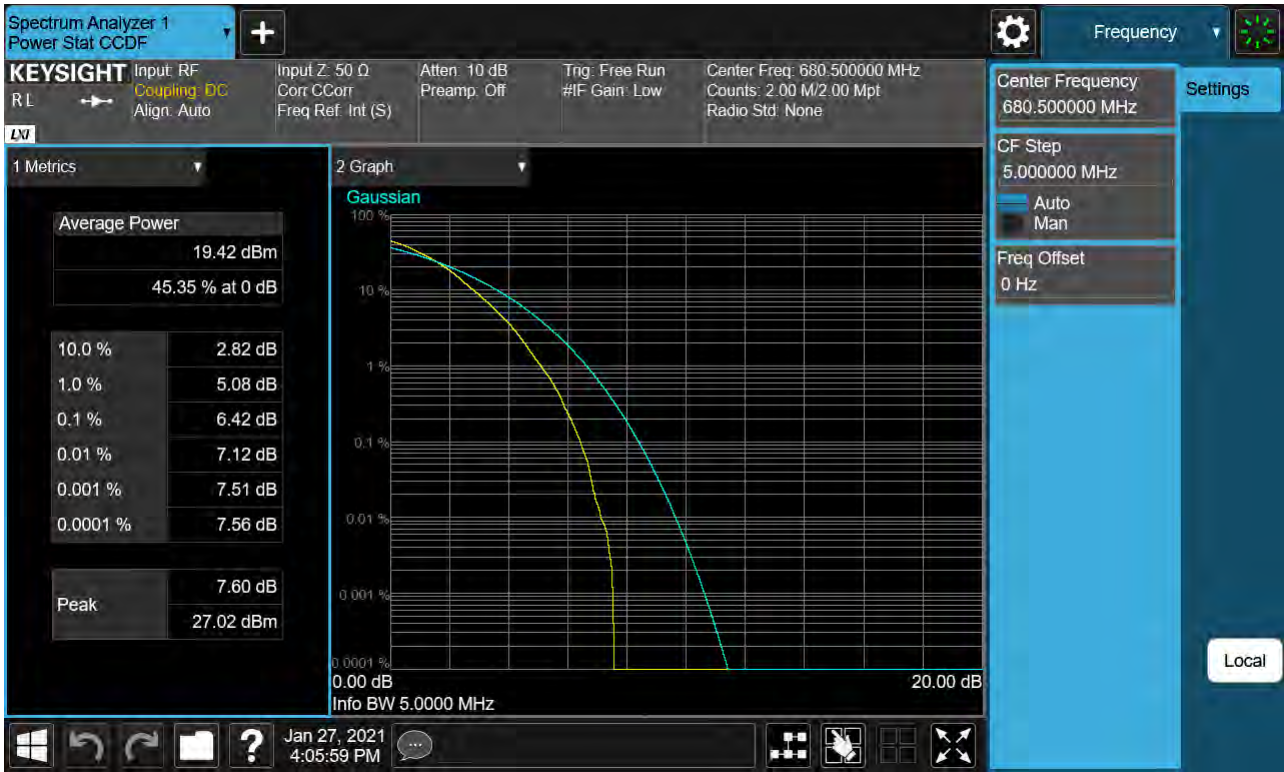 Spectrum Analyzer 1
Power Stat CCDF
Frequency
KEYSIGHT
R L
LXI
Input: RF
Coupling: DC
Align: Auto
Input Z: 50 Ω
Corr CCorr
Freq Ref: Int (S)
Atten: 10 dB
Preamp: Off
Trig: Free Run
#IF Gain: Low
Center Freq: 680.500000 MHz
Counts: 2.00 M/2.00 Mpt
Radio Std: None
Center Frequency
680.500000 MHz
Settings
CF Step
5.000000 MHz
Auto
Man
Freq Offset
0 Hz
Local
1 Metrics
Average Power
19.42 dBm
45.35 % at 0 dB
10.0 % 2.82 dB
1.0 % 5.08 dB
0.1 % 6.42 dB
0.01 % 7.12 dB
0.001 % 7.51 dB
0.0001 % 7.56 dB
Peak
7.60 dB
27.02 dBm
2 Graph
Gaussian
100 %
10 %
1 %
0.1 %
0.01 %
0.001 %
0.0001 %
0.00 dB 20.00 dB
Info BW 5.0000 MHz
?
Jan 27, 2021
4:05:59 PM